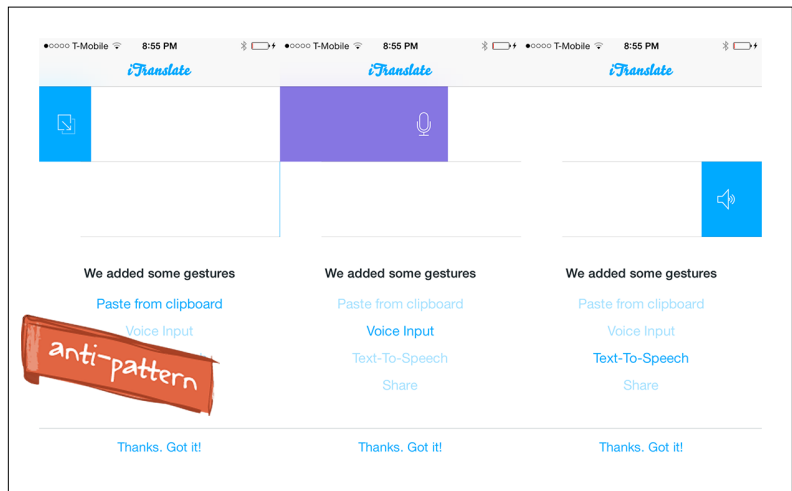 T-Mobile 8:55 PM
iTranslate
We added some gestures
Paste from clipboard
Voice Input
anti-pattern
Thanks. Got it!
T-Mobile 8:55 PM
iTranslate
We added some gestures
Paste from clipboard
Voice Input
Text-To-Speech
Share
Thanks. Got it!
T-Mobile 8:55 PM
iTranslate
We added some gestures
Paste from clipboard
Voice Input
Text-To-Speech
Share
Thanks. Got it!